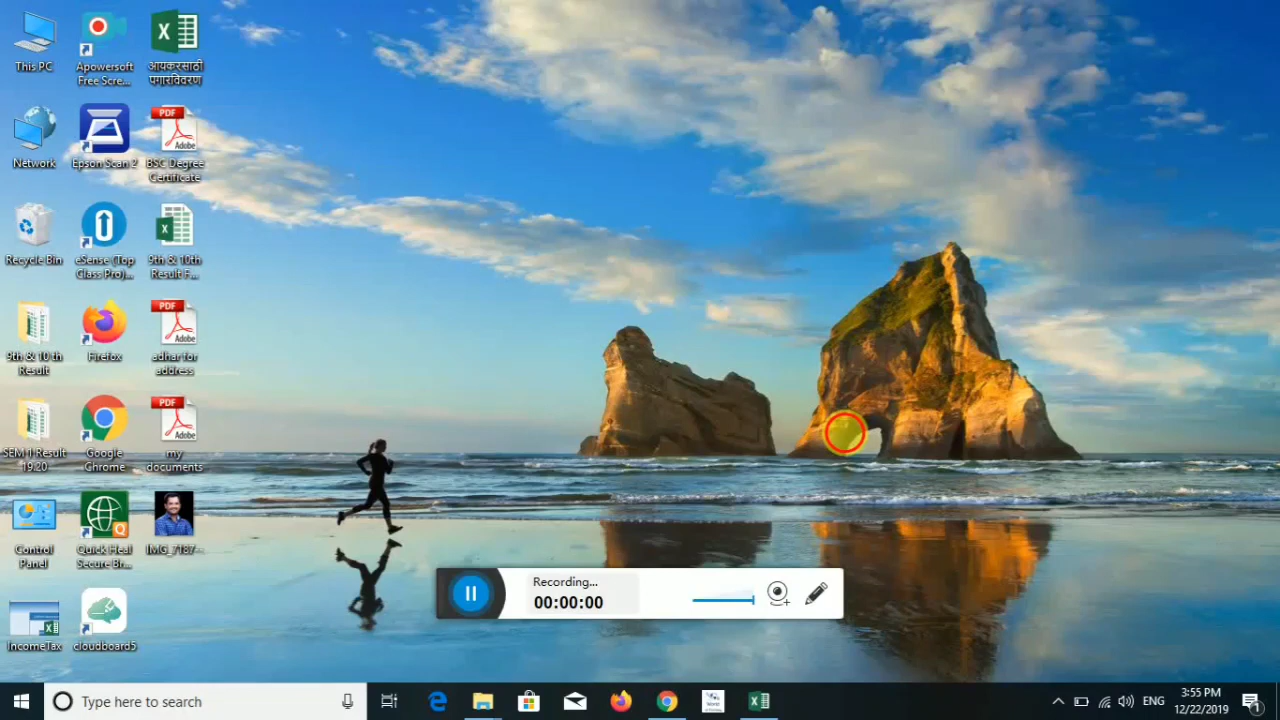 This PC
Apowersoft
Free Scre...
आयकरसाठी
पगारविवरण
Network
Epson Scan 2
PDF
Adobe
BSC Degree
Certificate
Recycle Bin
eSense (Top
Class Pro)...
9th & 10th
Result F...
9th & 10 th
Result
Firefox
PDF
Adobe
adhar for
address
SEM 1 Result
19.20
Google
Chrome
PDF
Adobe
my
documents
Control
Panel
Quick Heal
Secure Br...
IMG_7187-...
IncomeTax
cloudboard5
Recording...
00:00:00
Type here to search
World
ENG
3:55 PM
12/22/2019
1